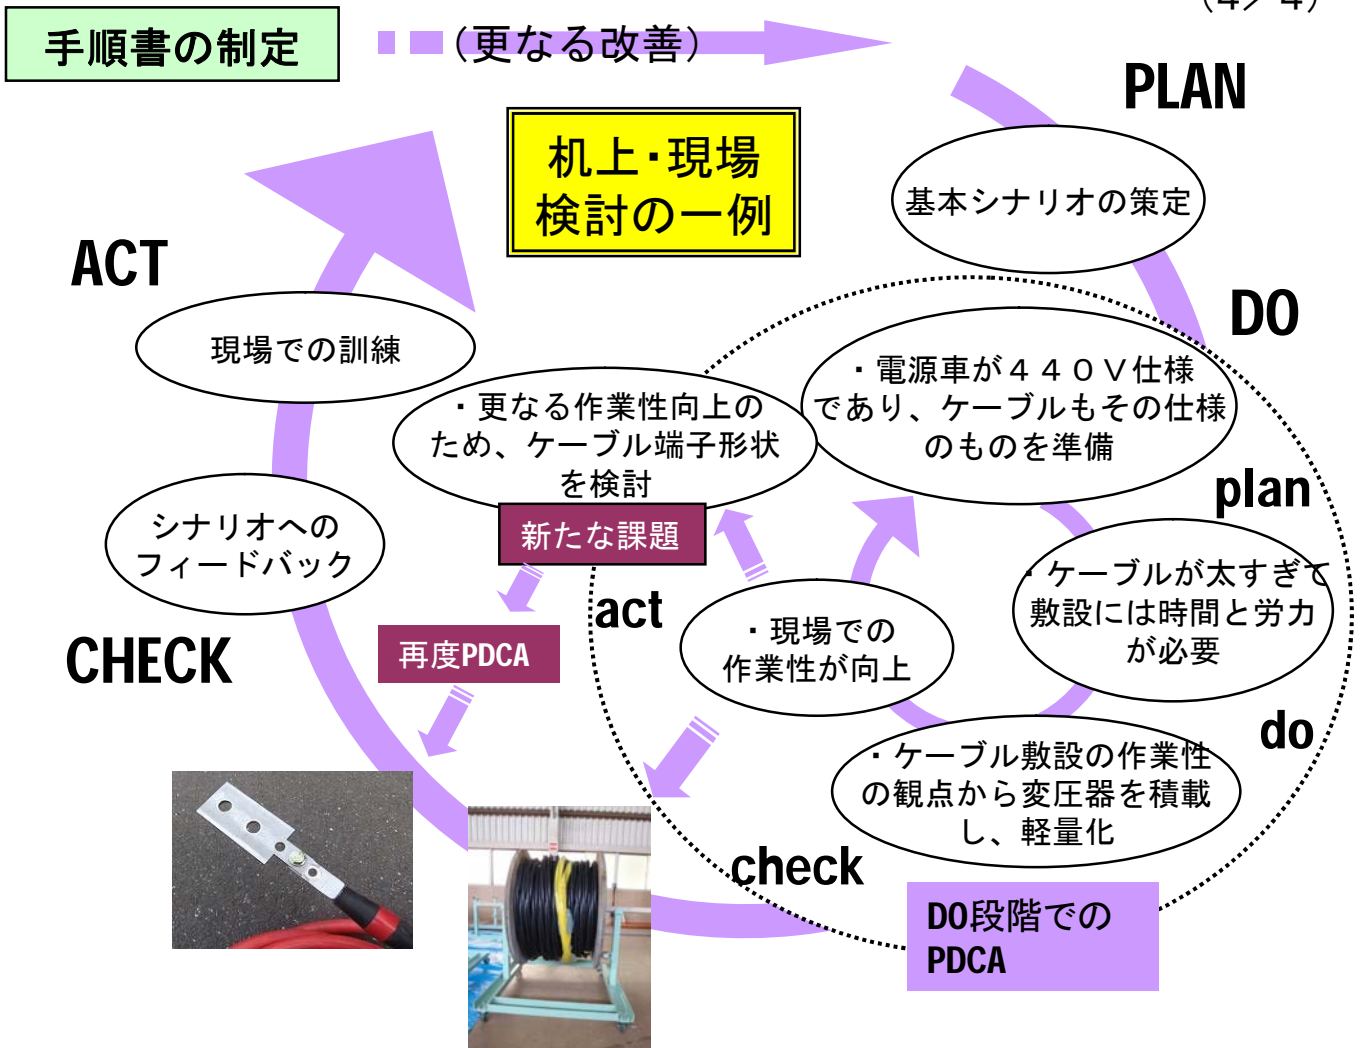 (4/4)
手順書の制定
(更なる改善)
PLAN
机上・現場
検討の一例
基本シナリオの策定
ACT
DO
現場での訓練
・電源車が４４０Ｖ仕様
であり、ケーブルもその仕様
のものを準備
・更なる作業性向上の
ため、ケーブル端子形状
を検討
plan
新たな課題
シナリオへの
フィードバック
・ケーブルが太すぎて
敷設には時間と労力
が必要
act
・現場での
作業性が向上
CHECK
再度PDCA
do
・ケーブル敷設の作業性
の観点から変圧器を積載
し、軽量化
check
DO段階での
PDCA